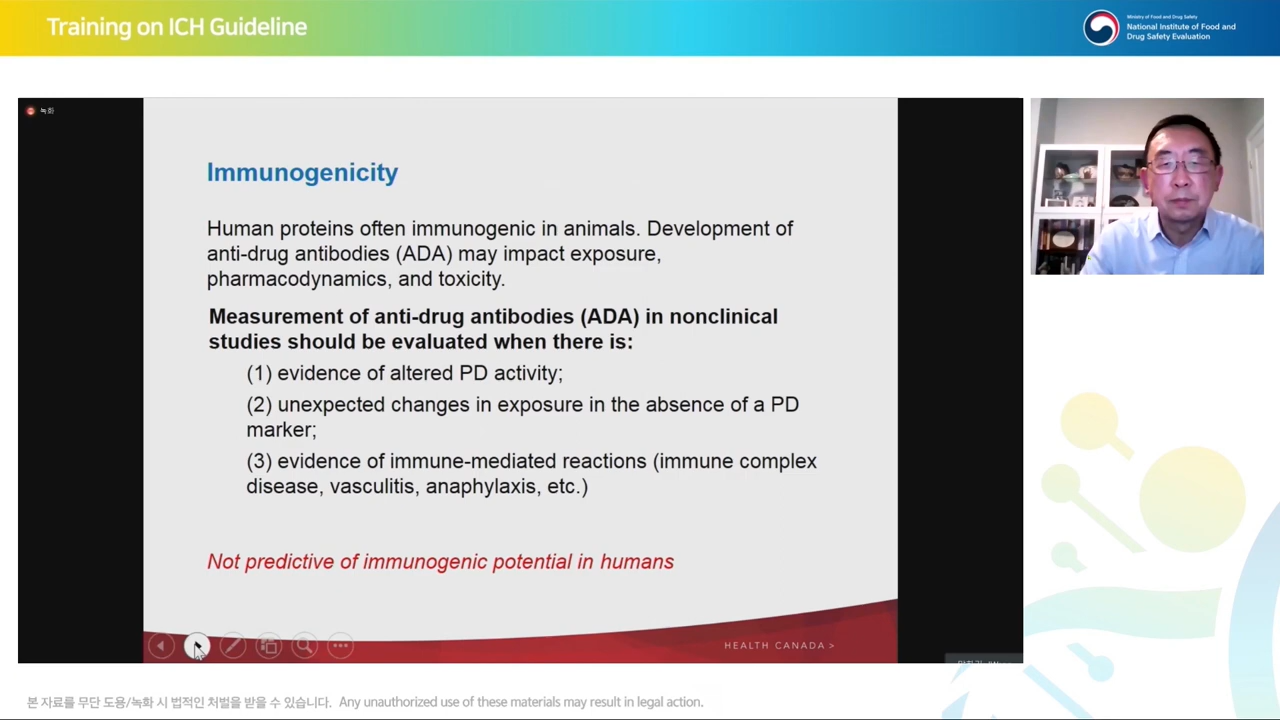 Training on ICH Guideline
Ministry of Food and Drug Safety
National Institute of Food and
Drug Safety Evaluation
녹화
Immunogenicity
Human proteins often immunogenic in animals. Development of
anti-drug antibodies (ADA) may impact exposure,
pharmacodynamics, and toxicity.
Measurement of anti-drug antibodies (ADA) in nonclinical
studies should be evaluated when there is:
(1) evidence of altered PD activity;
(2) unexpected changes in exposure in the absence of a PD
marker;
(3) evidence of immune-mediated reactions (immune complex
disease, vasculitis, anaphylaxis, etc.)
Not predictive of immunogenic potential in humans
HEALTH CANADA >
본 자료를 무단 도용/녹화 시 법적인 처벌을 받을 수 있습니다. Any unauthorized use of these materials may result in legal action.